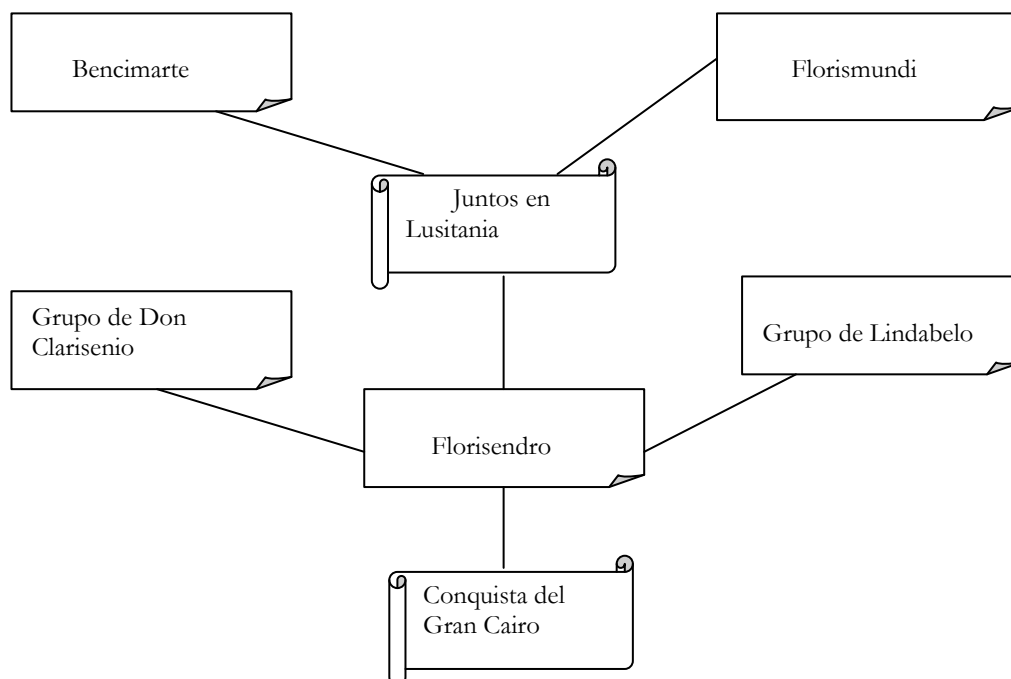 Bencimarte
Florismundi
Juntos en
Lusitania
Grupo de Don
Clarisenio
Grupo de Lindabelo
Florisendro
Conquista del
Gran Cairo